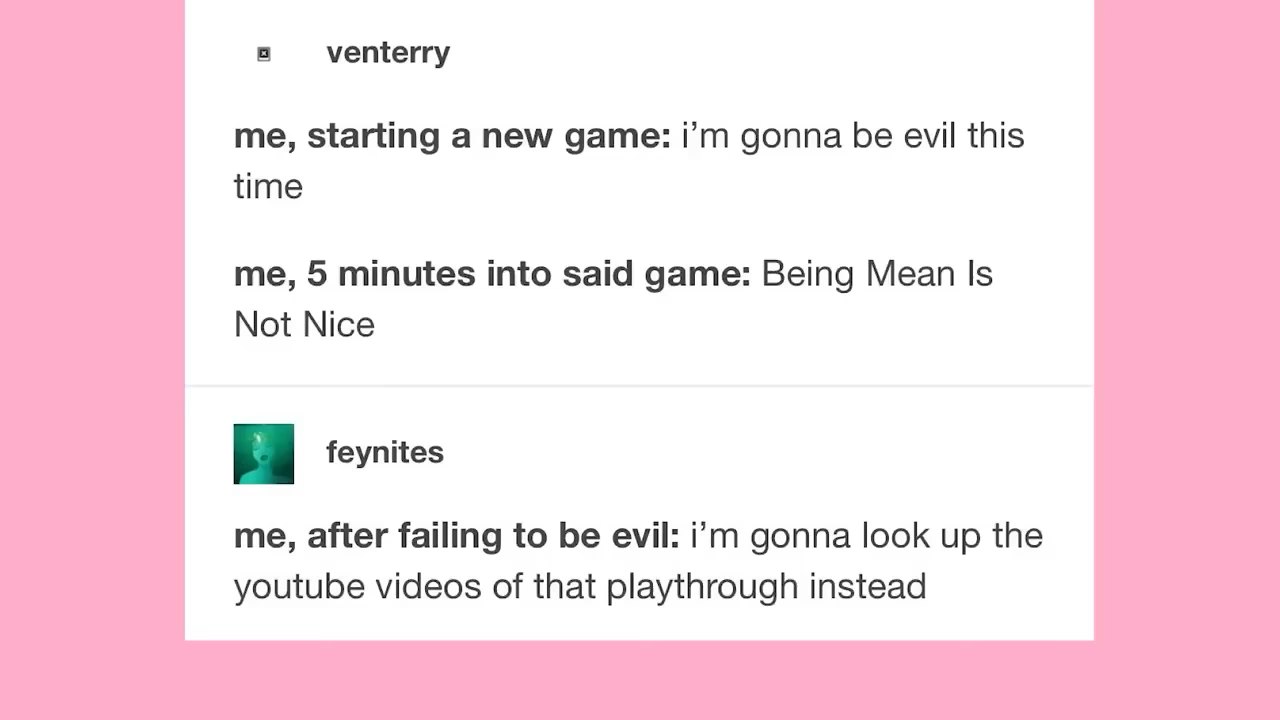 venterry
me, starting a new game: i’m gonna be evil this
time
me, 5 minutes into said game: Being Mean Is
Not Nice
feynites
me, after failing to be evil: i’m gonna look up the
youtube videos of that playthrough instead